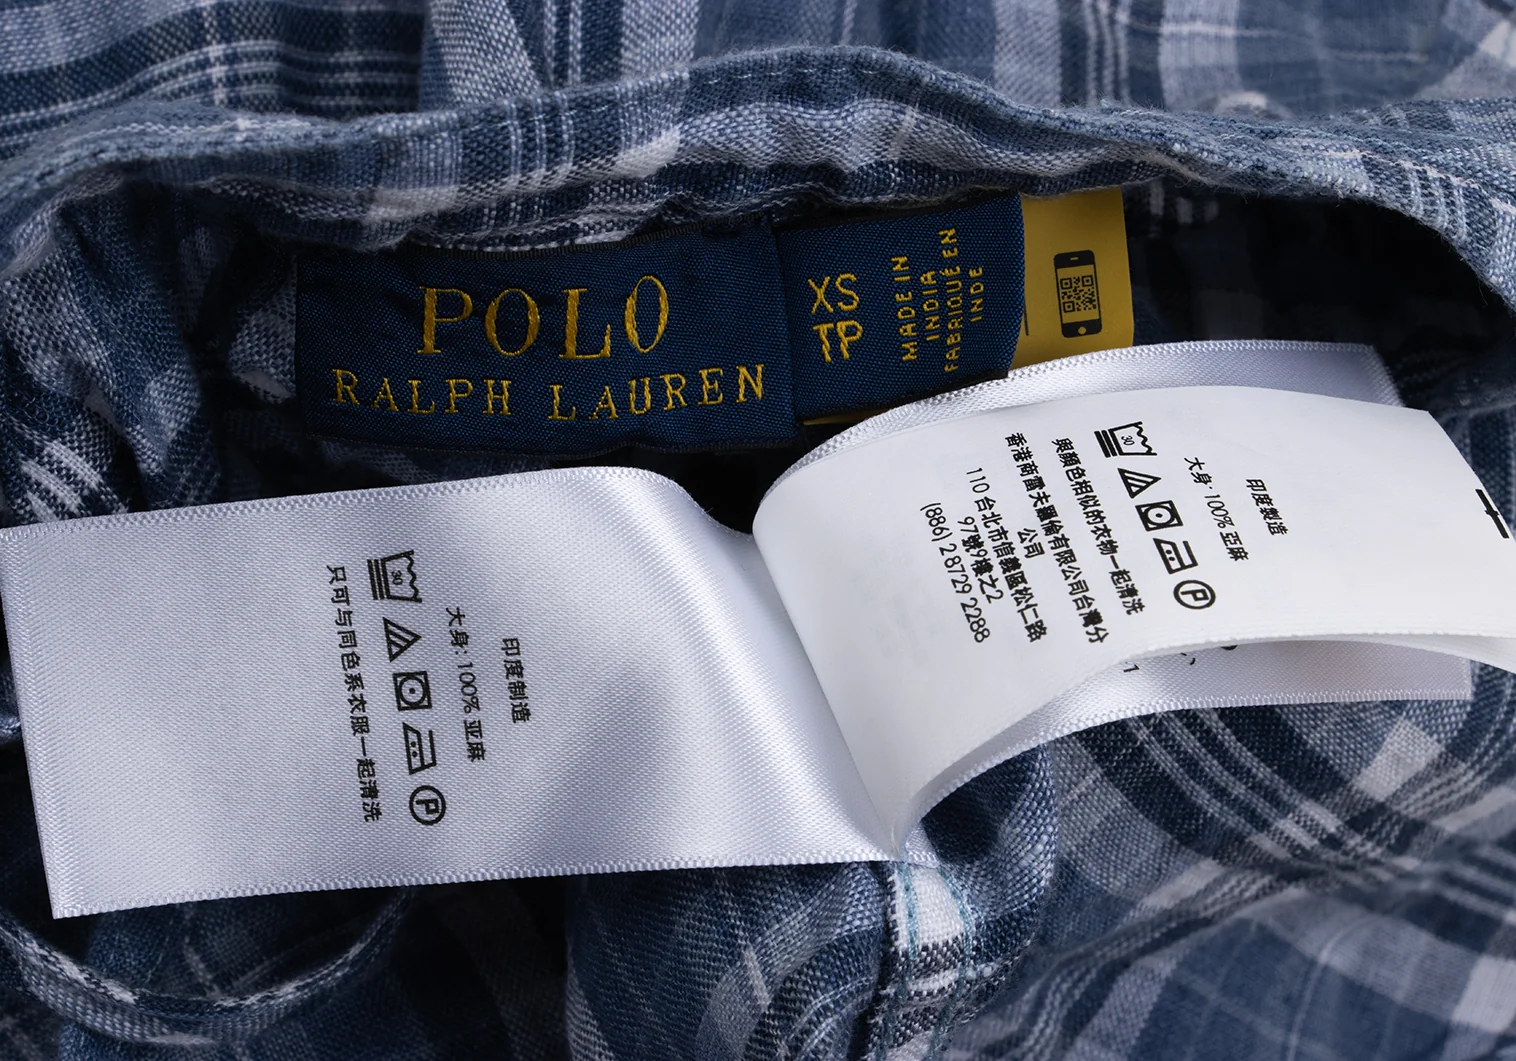 POLO
RALPH LAUREN
XS
TP
MADE IN
INDIA
FABRIQUÉ EN
INDE
印度制造
大身: 100% 亚麻
30
P
只可与同色系衣服一起清洗
印度製造
大身: 100% 亞麻
30
P
與顏色相似的衣物一起清洗
香港商雷夫羅倫有限公司台灣分
公司
110 台北市信義區松仁路
97號9樓之2
(886) 2 8729 2288